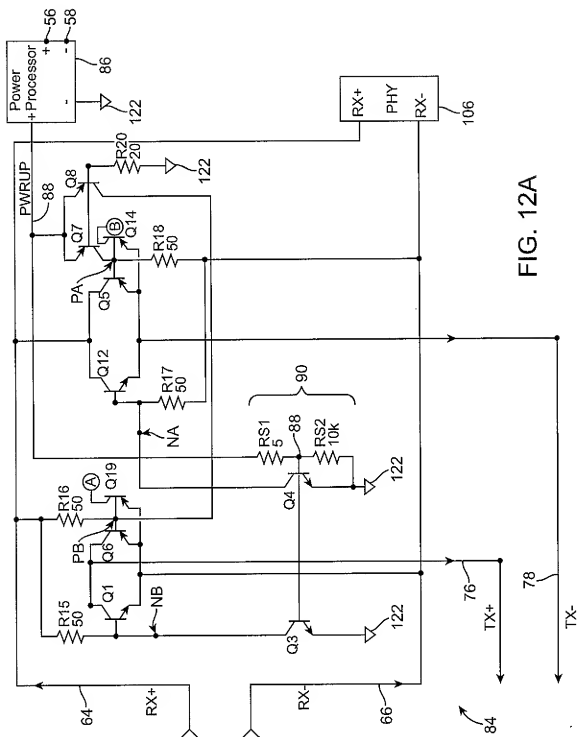 Power
Processor
+
-
+
-
56
58
86
122
PWRUP
88
Q8
R20
20
122
RX+
PHY
RX-
106
Q7
B
Q14
PA
Q5
R18
50
Q12
R17
50
NA
90
RS1
5
88
RS2
10k
Q4
122
A
Q19
R16
50
PB
Q6
Q1
R15
50
NB
Q3
122
76
TX+
78
TX-
64
RX+
RX-
66
84
FIG. 12A